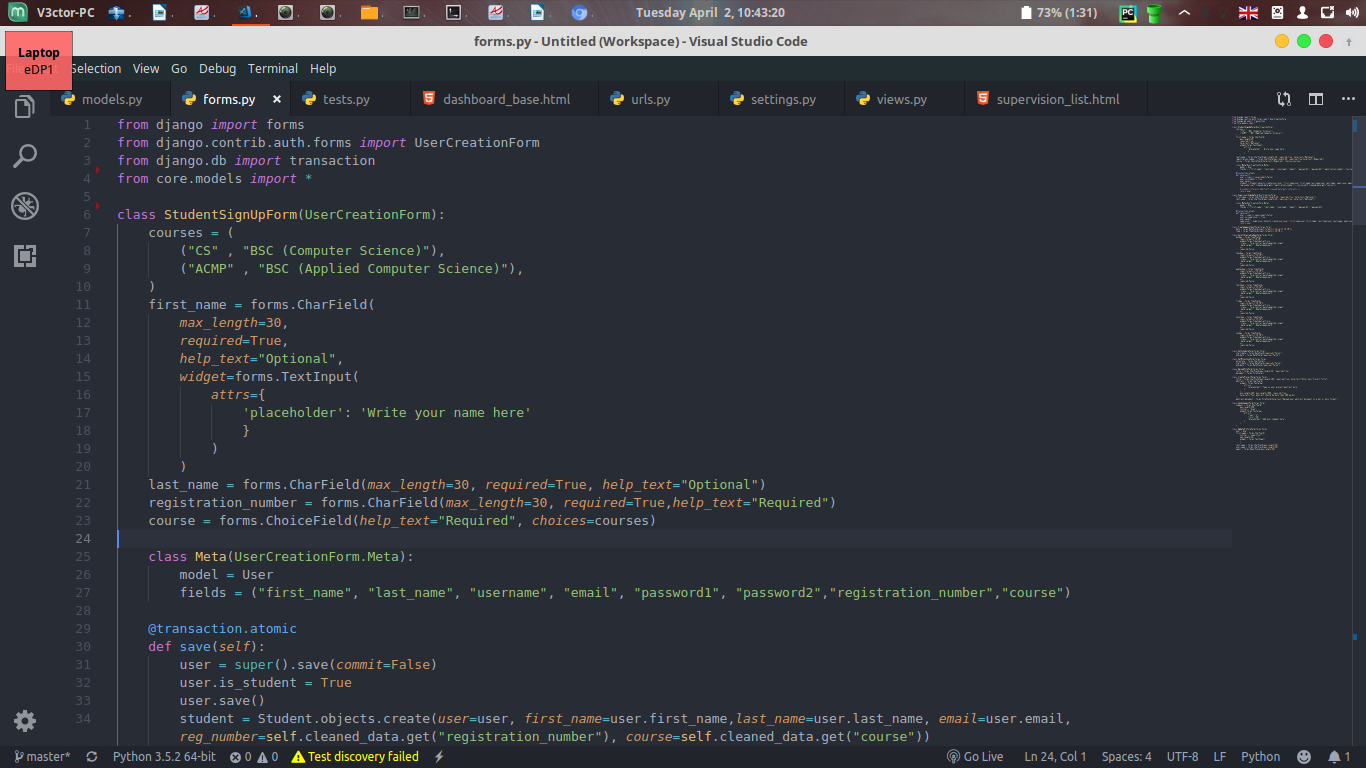 V3ctor-PC
Tuesday April 2, 10:43:20
73% (1:31)
PC
forms.py - Untitled (Workspace) - Visual Studio Code
Laptop
eDP1
Selection View Go Debug Terminal Help
models.py forms.py × tests.py dashboard_base.html urls.py settings.py views.py supervision_list.html
1 from django import forms
2 from django.contrib.auth.forms import UserCreationForm
3 from django.db import transaction
4 from core.models import *
5
6 class StudentSignUpForm(UserCreationForm):
7 courses = (
8 ("CS" , "BSC (Computer Science)"),
9 ("ACMP" , "BSC (Applied Computer Science)"),
10 )
11 first_name = forms.CharField(
12 max_length=30,
13 required=True,
14 help_text="Optional",
15 widget=forms.TextInput(
16 attrs={
17 'placeholder': 'Write your name here'
18 }
19 )
20 )
21 last_name = forms.CharField(max_length=30, required=True, help_text="Optional")
22 registration_number = forms.CharField(max_length=30, required=True,help_text="Required")
23 course = forms.ChoiceField(help_text="Required", choices=courses)
24
25 class Meta(UserCreationForm.Meta):
26 model = User
27 fields = ("first_name", "last_name", "username", "email", "password1", "password2","registration_number","course")
28
29 @transaction.atomic
30 def save(self):
31 user = super().save(commit=False)
32 user.is_student = True
33 user.save()
34 student = Student.objects.create(user=user, first_name=user.first_name,last_name=user.last_name, email=user.email,
reg_number=self.cleaned_data.get("registration_number"), course=self.cleaned_data.get("course"))
master* Python 3.5.2 64-bit 0 0 Test discovery failed Go Live Ln 24, Col 1 Spaces: 4 UTF-8 LF Python 1